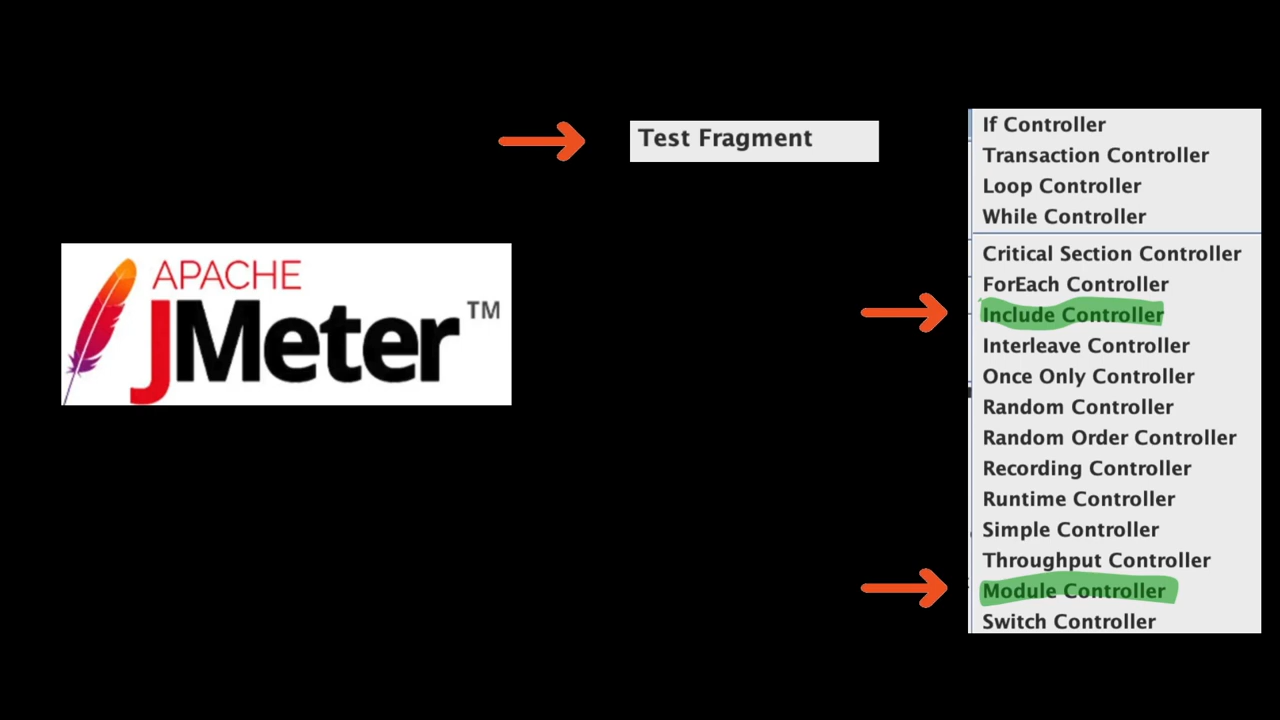 Test Fragment
APACHE
JMeter™
If Controller
Transaction Controller
Loop Controller
While Controller
Critical Section Controller
ForEach Controller
Include Controller
Interleave Controller
Once Only Controller
Random Controller
Random Order Controller
Recording Controller
Runtime Controller
Simple Controller
Throughput Controller
Module Controller
Switch Controller